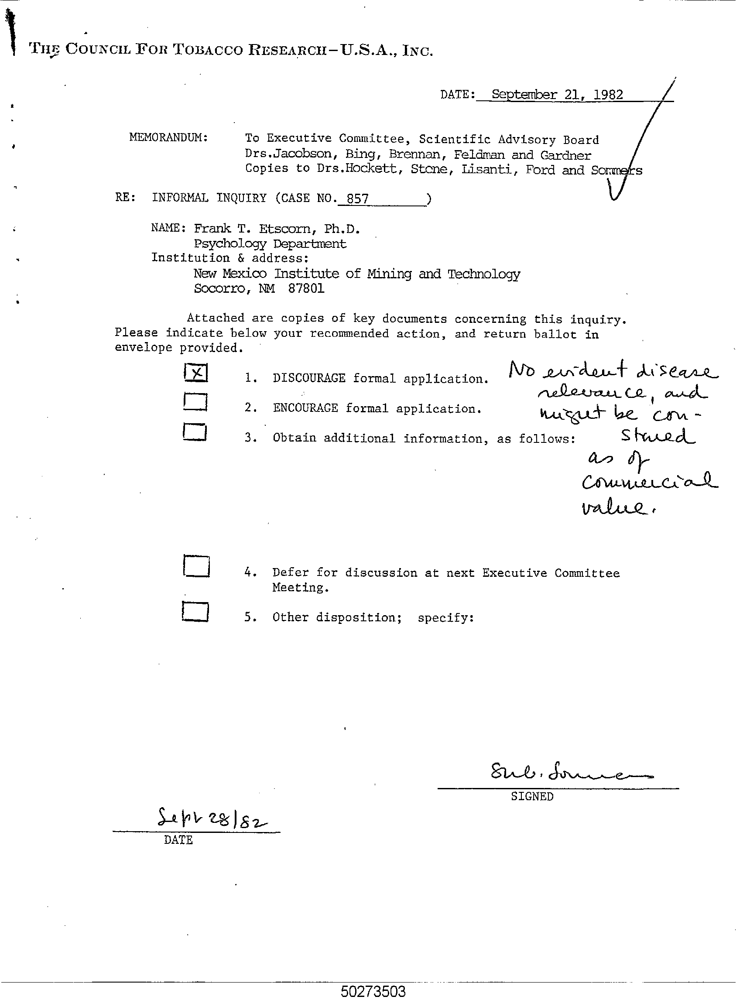 THE COUNCIL FOR TOBACCO RESEARCH–U.S.A., INC.
DATE: September 21, 1982
MEMORANDUM: To Executive Committee, Scientific Advisory Board
Drs.Jacobson, Bing, Brennan, Feldman and Gardner
Copies to Drs.Hockett, Stone, Lisanti, Ford and Sommers
RE: INFORMAL INQUIRY (CASE NO. 857 )
NAME: Frank T. Etscorn, Ph.D.
Psychology Department
Institution & address:
New Mexico Institute of Mining and Technology
Socorro, NM 87801
Attached are copies of key documents concerning this inquiry.
Please indicate below your recommended action, and return ballot in
envelope provided.
X 1. DISCOURAGE formal application.
2. ENCOURAGE formal application.
3. Obtain additional information, as follows:
No evident disease
relevance, and
might be con-
strued
as of
commercial
value.
4. Defer for discussion at next Executive Committee
Meeting.
5. Other disposition; specify:
SIGNED
Sept 28/82
DATE
50273503